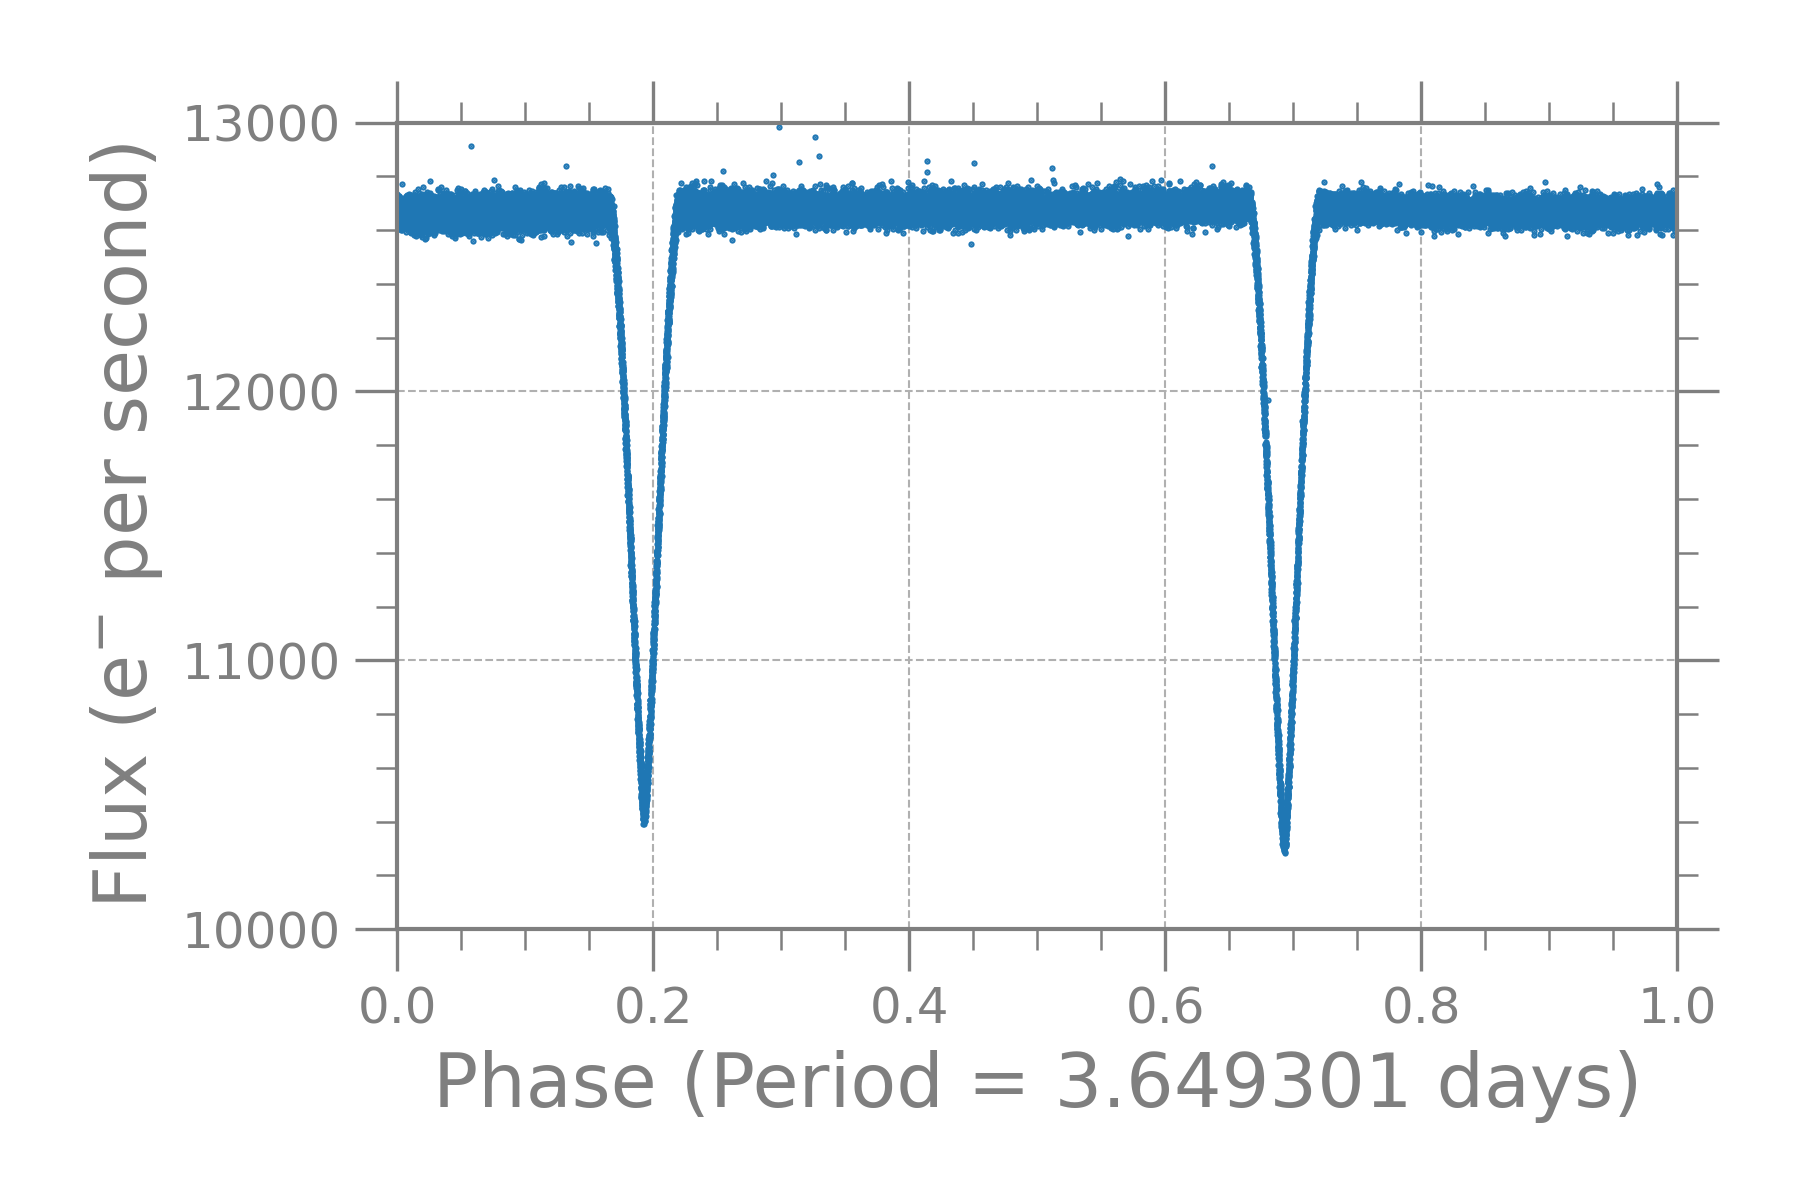 Flux (e⁻ per second)
13000
12000
11000
10000
0.0 0.2 0.4 0.6 0.8 1.0
Phase (Period = 3.649301 days)